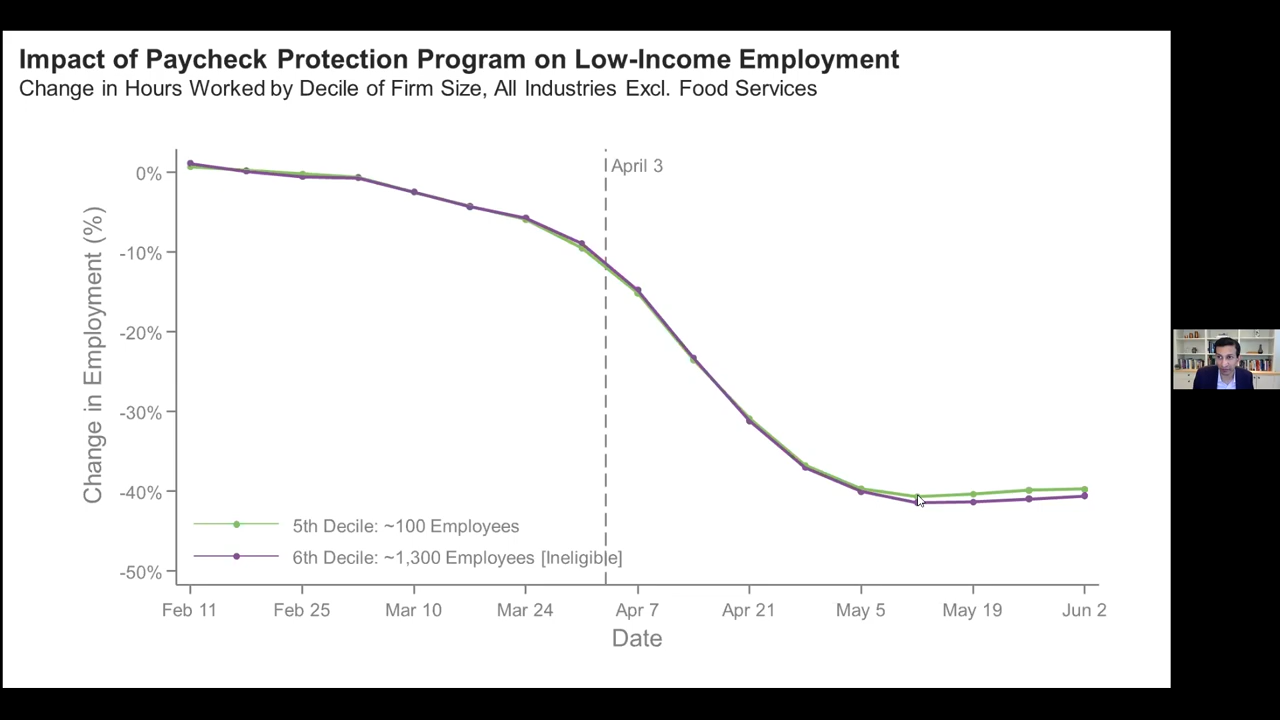 Impact of Paycheck Protection Program on Low-Income Employment
Change in Hours Worked by Decile of Firm Size, All Industries Excl. Food Services
April 3
Change in Employment (%)
0%
-10%
-20%
-30%
-40%
-50%
5th Decile: ~100 Employees
6th Decile: ~1,300 Employees [Ineligible]
Feb 11 Feb 25 Mar 10 Mar 24 Apr 7 Apr 21 May 5 May 19 Jun 2
Date